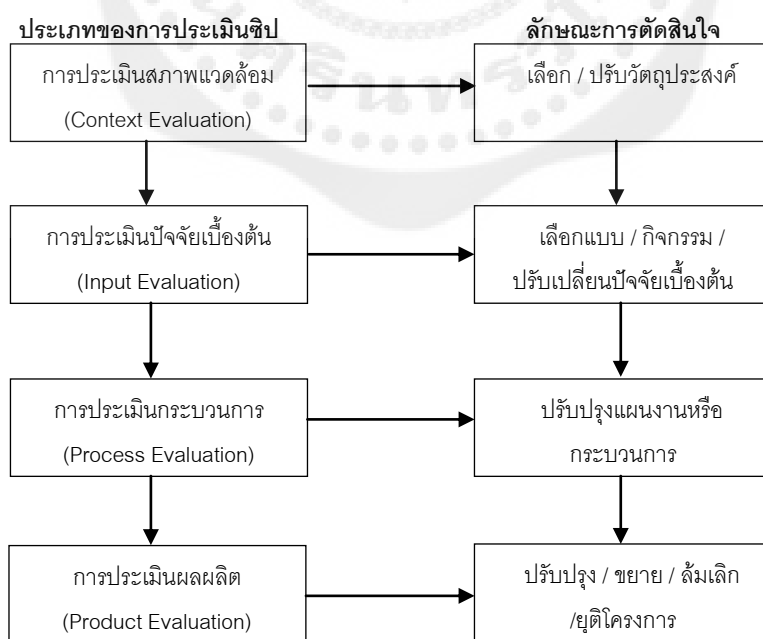 ประเภทของการประเมินซิป
ลักษณะการตัดสินใจ
การประเมินสภาพแวดล้อม
(Context Evaluation)
เลือก / ปรับวัตถุประสงค์
การประเมินปัจจัยเบื้องต้น
(Input Evaluation)
เลือกแบบ / กิจกรรม /
ปรับเปลี่ยนปัจจัยเบื้องต้น
การประเมินกระบวนการ
(Process Evaluation)
ปรับปรุงแผนงานหรือ
กระบวนการ
การประเมินผลผลิต
(Product Evaluation)
ปรับปรุง / ขยาย / ล้มเลิก
/ยุติโครงการ